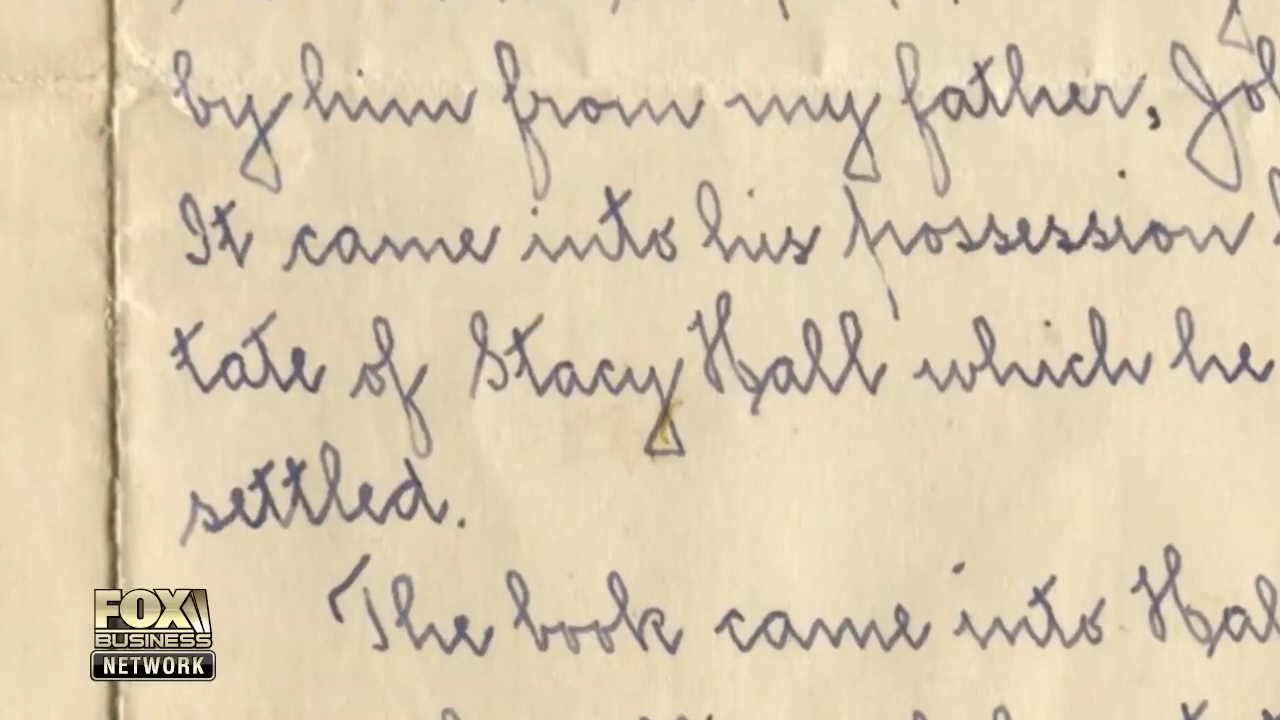 by him from my father,
It came into his possession
tate of Stacy Hall which he
settled.
The book came into
FOX
BUSINESS
NETWORK